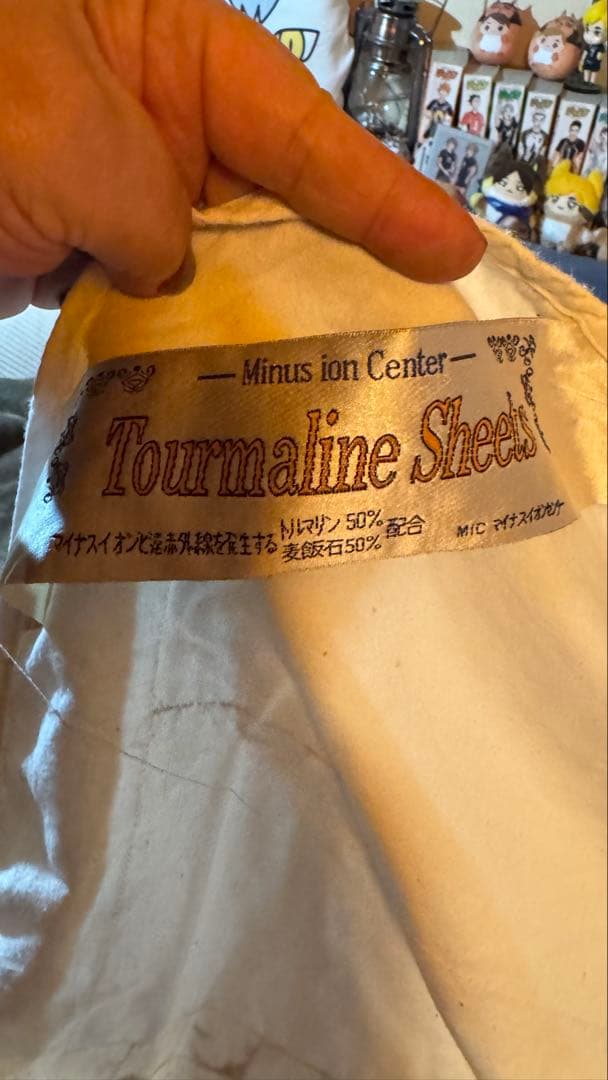 — Minus ion Center —
Tourmaline Sheets
マイナスイオンと遠赤外線を発生する トルマリン 50% 麦飯石 50% 配合
MIC マイナスイオンセンター